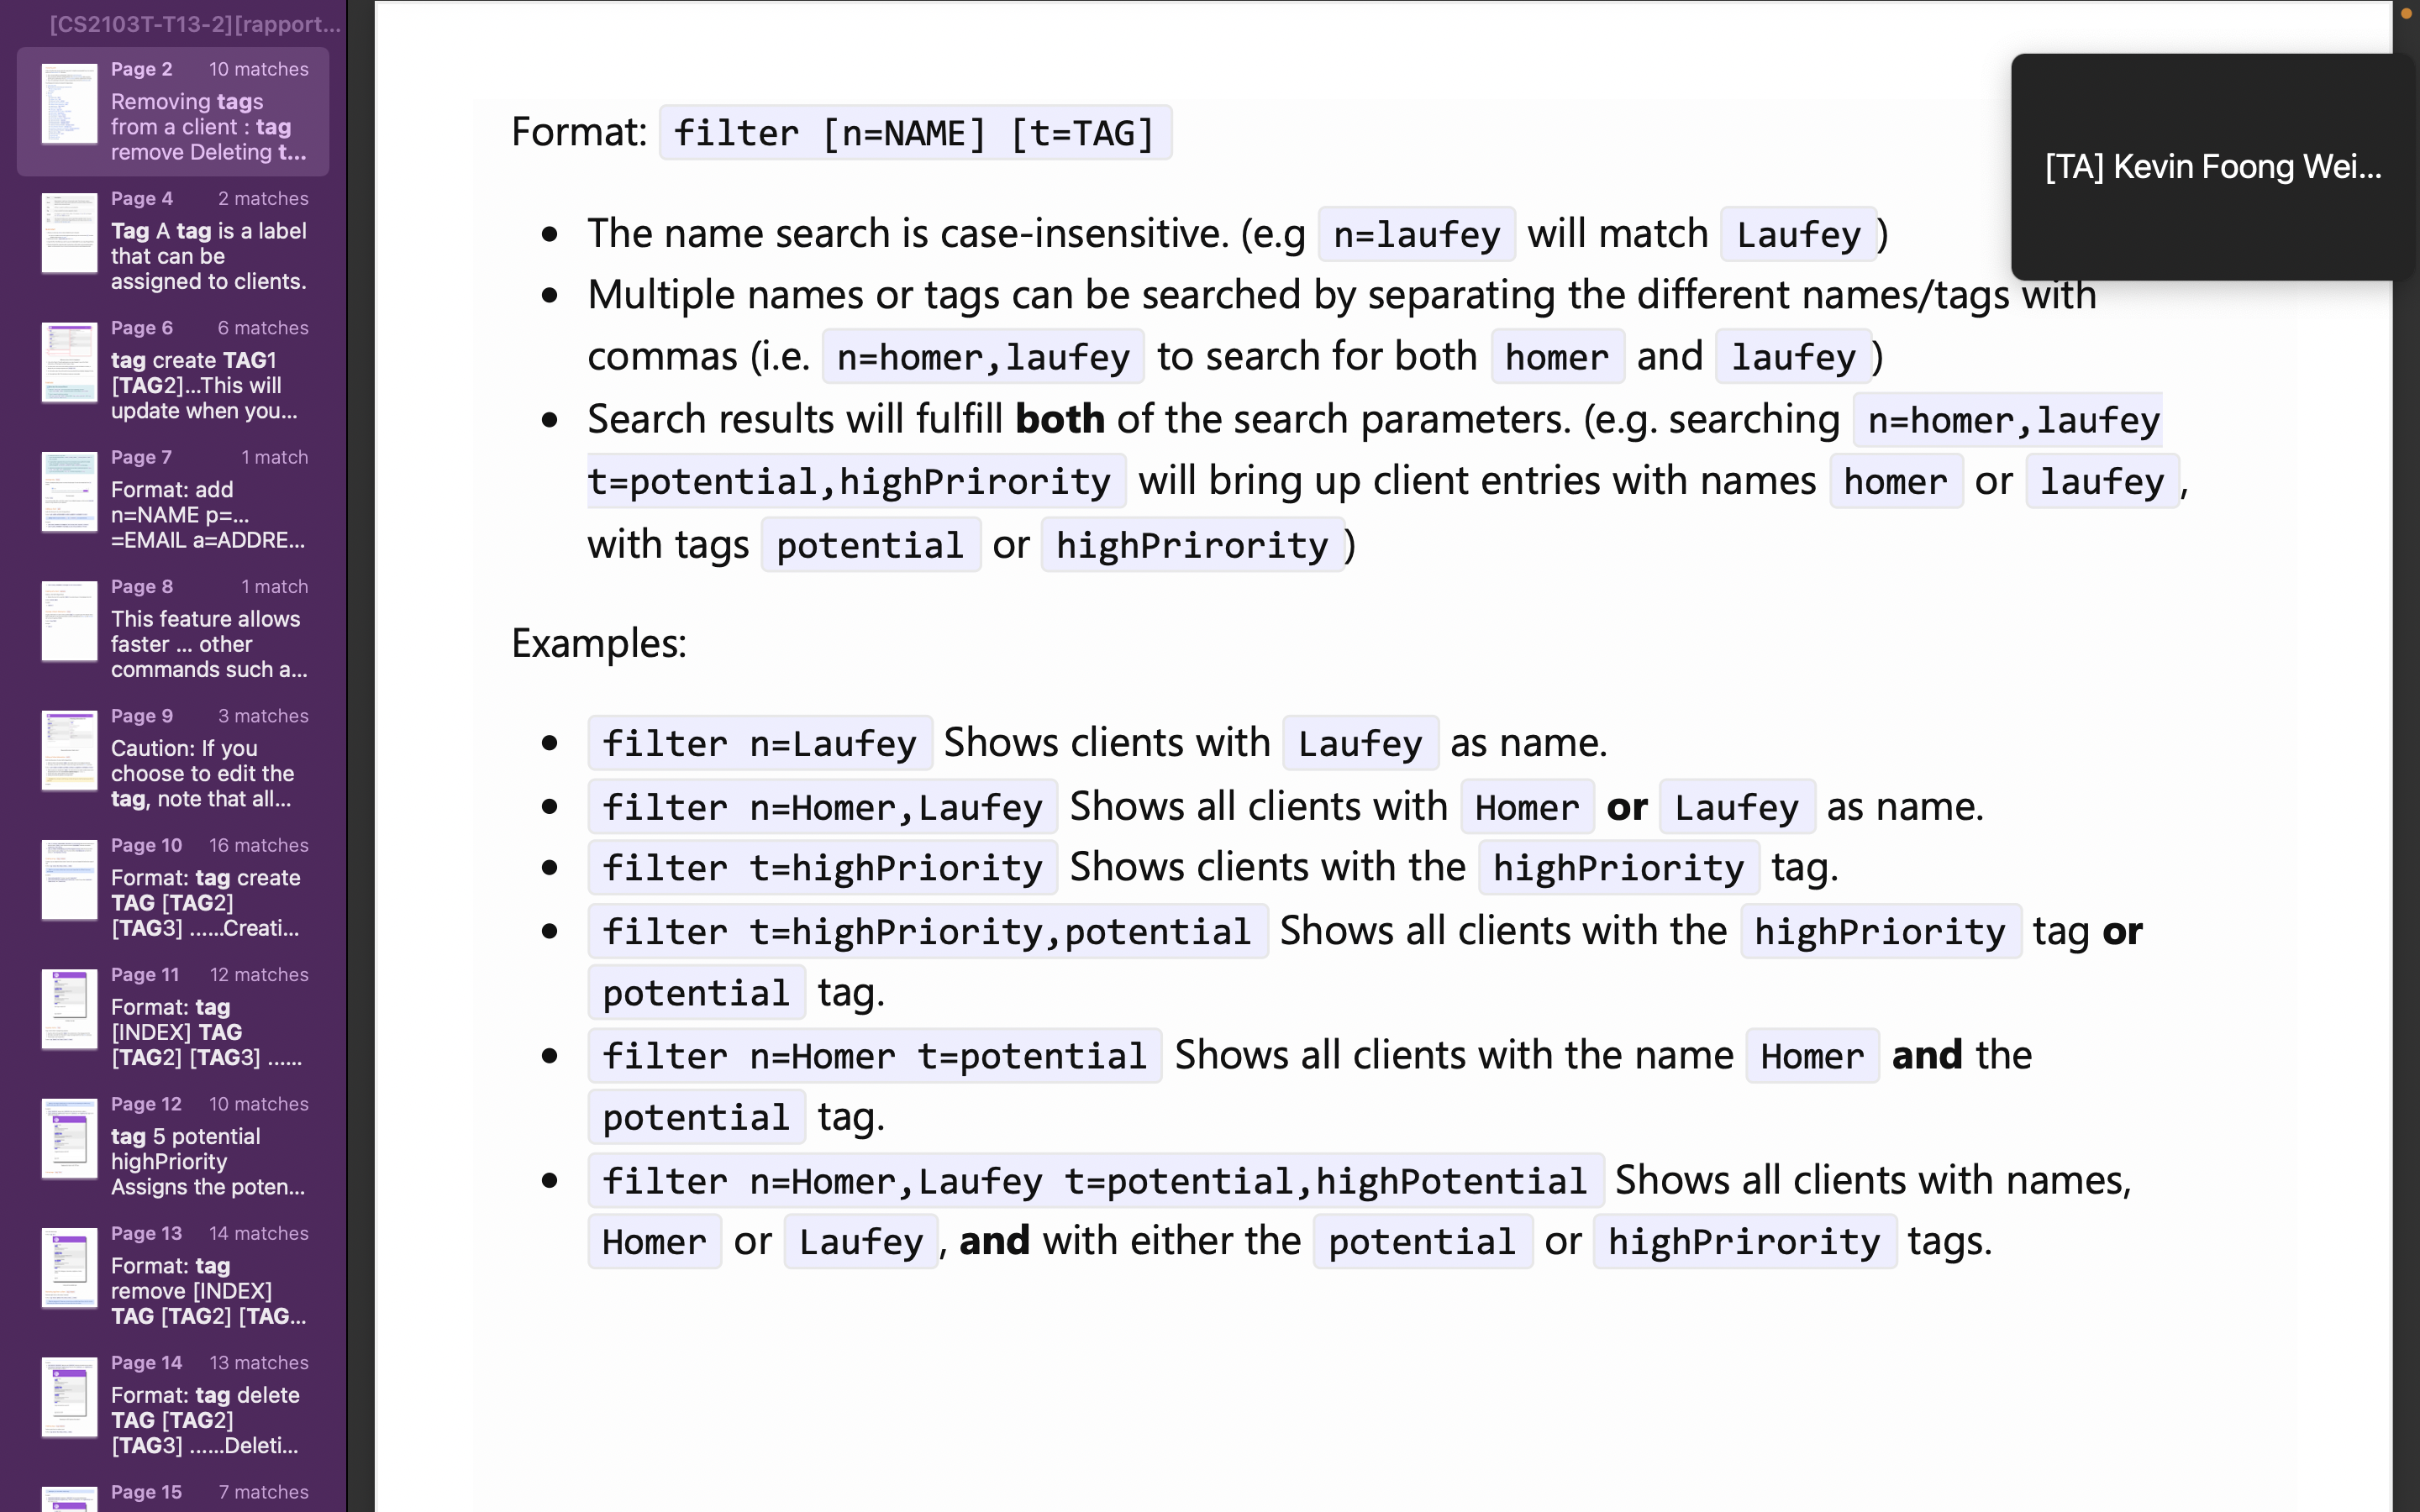 [CS2103T-T13-2][rapport...
Page 2 10 matches
Removing tags
from a client : tag
remove Deleting t...
Page 4 2 matches
Tag A tag is a label
that can be
assigned to clients.
Page 6 6 matches
tag create TAG1
[TAG2]...This will
update when you...
Page 7 1 match
Format: add
n=NAME p=...
=EMAIL a=ADDRE...
Page 8 1 match
This feature allows
faster ... other
commands such a...
Page 9 3 matches
Caution: If you
choose to edit the
tag, note that all...
Page 10 16 matches
Format: tag create
TAG [TAG2]
[TAG3] ......Creati...
Page 11 12 matches
Format: tag
[INDEX] TAG
[TAG2] [TAG3] ......
Page 12 10 matches
tag 5 potential
highPriority
Assigns the poten...
Page 13 14 matches
Format: tag
remove [INDEX]
TAG [TAG2] [TAG...
Page 14 13 matches
Format: tag delete
TAG [TAG2]
[TAG3] ......Deleti...
Page 15 7 matches
Format: filter [n=NAME] [t=TAG]
[TA] Kevin Foong Wei...
• The name search is case-insensitive. (e.g n=laufey will match Laufey)
• Multiple names or tags can be searched by separating the different names/tags with
commas (i.e. n=homer,laufey to search for both homer and laufey)
• Search results will fulfill both of the search parameters. (e.g. searching n=homer,laufey
t=potential,highPrirority will bring up client entries with names homer or laufey,
with tags potential or highPrirority)
Examples:
• filter n=Laufey Shows clients with Laufey as name.
• filter n=Homer,Laufey Shows all clients with Homer or Laufey as name.
• filter t=highPriority Shows clients with the highPriority tag.
• filter t=highPriority,potential Shows all clients with the highPriority tag or
potential tag.
• filter n=Homer t=potential Shows all clients with the name Homer and the
potential tag.
• filter n=Homer,Laufey t=potential,highPotential Shows all clients with names,
Homer or Laufey, and with either the potential or highPrirority tags.